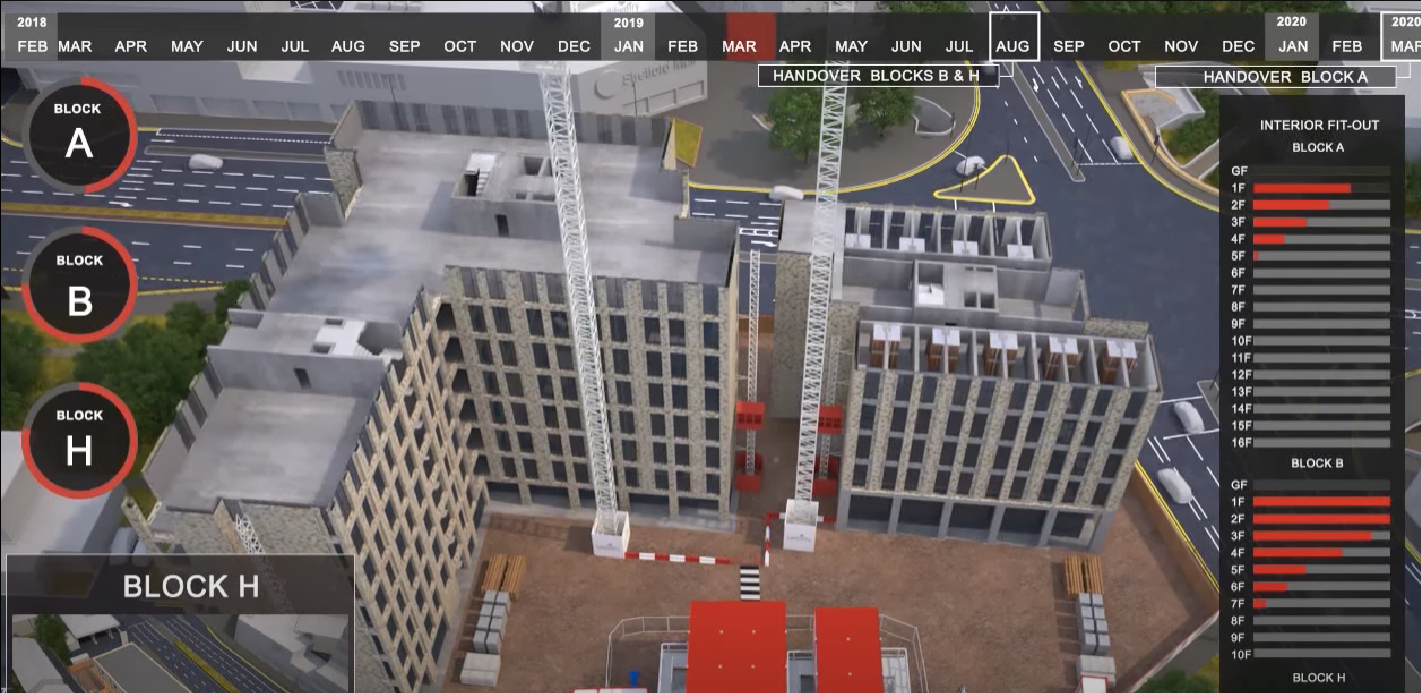 2018
2019
2020
2020
FEB MAR APR MAY JUN JUL AUG SEP OCT NOV DEC JAN FEB MAR APR MAY JUN JUL AUG SEP OCT NOV DEC JAN FEB MAR
HANDOVER BLOCKS B & H
HANDOVER BLOCK A
BLOCK
A
BLOCK
B
BLOCK
H
BLOCK H
INTERIOR FIT-OUT
BLOCK A
GF
1F
2F
3F
4F
5F
6F
7F
8F
9F
10F
11F
12F
13F
14F
15F
16F
BLOCK B
GF
1F
2F
3F
4F
5F
6F
7F
8F
9F
10F
BLOCK H